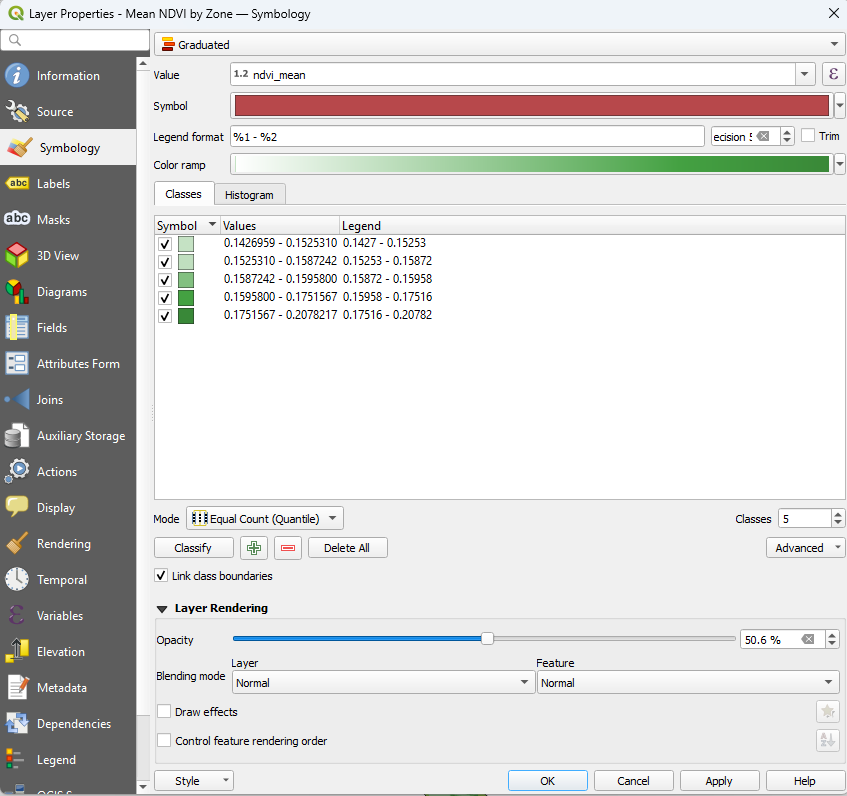 Layer Properties - Mean NDVI by Zone — Symbology
Information
Source
Symbology
abc Labels
abc Masks
3D View
Diagrams
Fields
Attributes Form
Joins
Auxiliary Storage
Actions
Display
Rendering
Temporal
Variables
Elevation
Metadata
Dependencies
Legend
Graduated
Value 1.2 ndvi_mean ε
Symbol
Legend format %1 - %2 ecision 5 Trim
Color ramp
Classes Histogram
Symbol Values Legend
0.1426959 - 0.1525310 0.1427 - 0.15253
0.1525310 - 0.1587242 0.15253 - 0.15872
0.1587242 - 0.1595800 0.15872 - 0.15958
0.1595800 - 0.1751567 0.15958 - 0.17516
0.1751567 - 0.2078217 0.17516 - 0.20782
Mode Equal Count (Quantile) Classes 5
Classify Delete All Advanced
Link class boundaries
Layer Rendering
Opacity 50.6 %
Layer Feature
Blending mode Normal Normal
Draw effects
Control feature rendering order
Style OK Cancel Apply Help